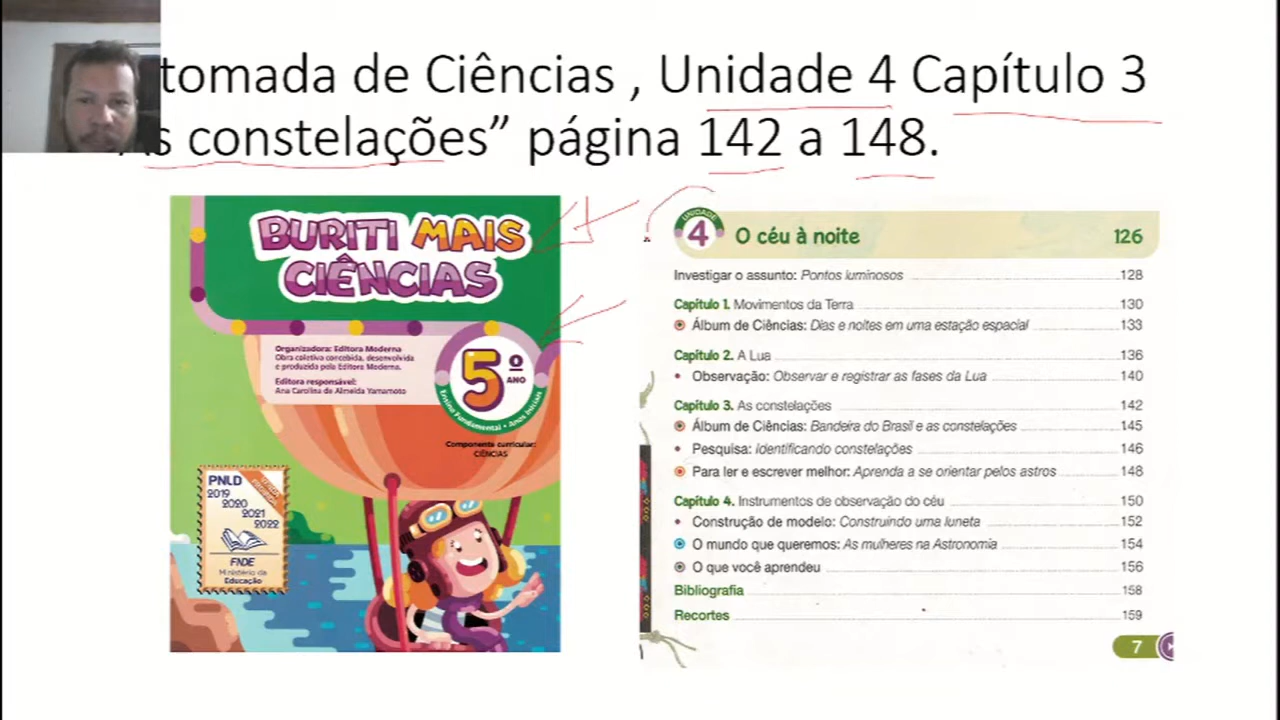 tomada de Ciências , Unidade 4 Capítulo 3
constelações” página 142 a 148.
BURITI MAIS
CIÊNCIAS
Organizadora: Editora Moderna
Obra coletiva concebida, desenvolvida
e produzida pela Editora Moderna.
Editora responsável:
Ana Carolina de Almeida Yamamoto
5º
ANO
Ensino Fundamental • Anos Iniciais
Componente curricular:
CIÊNCIAS
PNLD
2019
2020
2021
2022
FNDE
Ministério da
Educação
UNIDADE
4 O céu à noite 126
Investigar o assunto: Pontos luminosos 128
Capítulo 1. Movimentos da Terra 130
Álbum de Ciências: Dias e noites em uma estação espacial 133
Capítulo 2. A Lua 136
• Observação: Observar e registrar as fases da Lua 140
Capítulo 3. As constelações 142
Álbum de Ciências: Bandeira do Brasil e as constelações 145
• Pesquisa: Identificando constelações 146
Para ler e escrever melhor: Aprenda a se orientar pelos astros 148
Capítulo 4. Instrumentos de observação do céu 150
• Construção de modelo: Construindo uma luneta 152
O mundo que queremos: As mulheres na Astronomia 154
O que você aprendeu 156
Bibliografia 158
Recortes 159
7